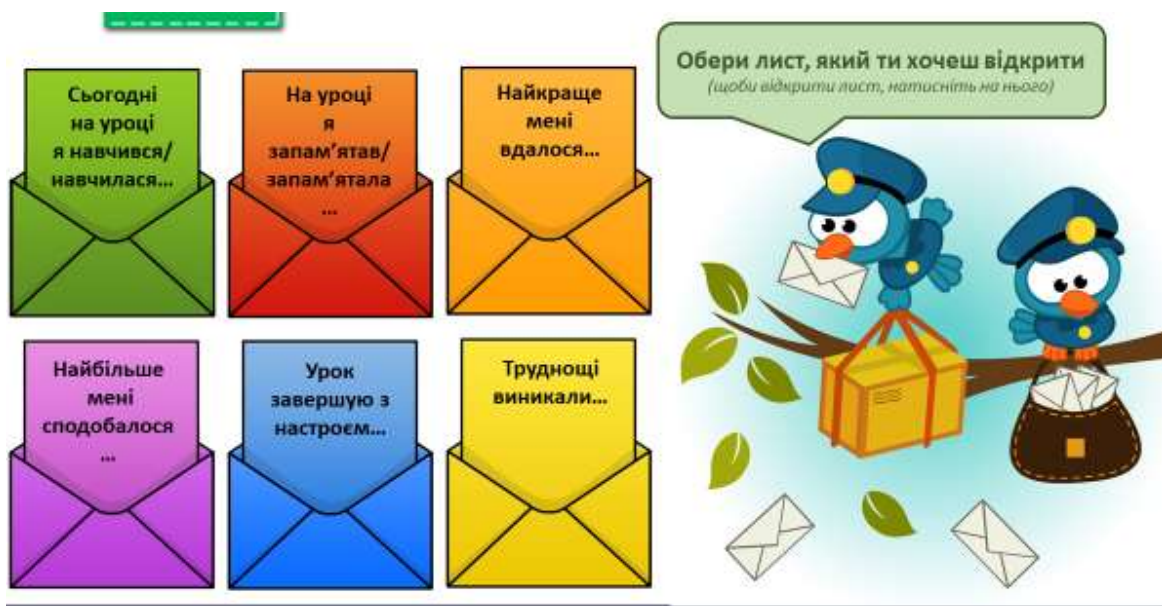 Сьогодні
на уроці
я навчився/
навчилася...
На уроці
я
запам’ятав/
запам’ятала
...
Найкраще
мені
вдалося...
Обери лист, який ти хочеш відкрити
(щоби відкрити лист, натисніть на нього)
Найбільше
мені
сподобалося
...
Урок
завершую з
настроєм...
Труднощі
виникали...